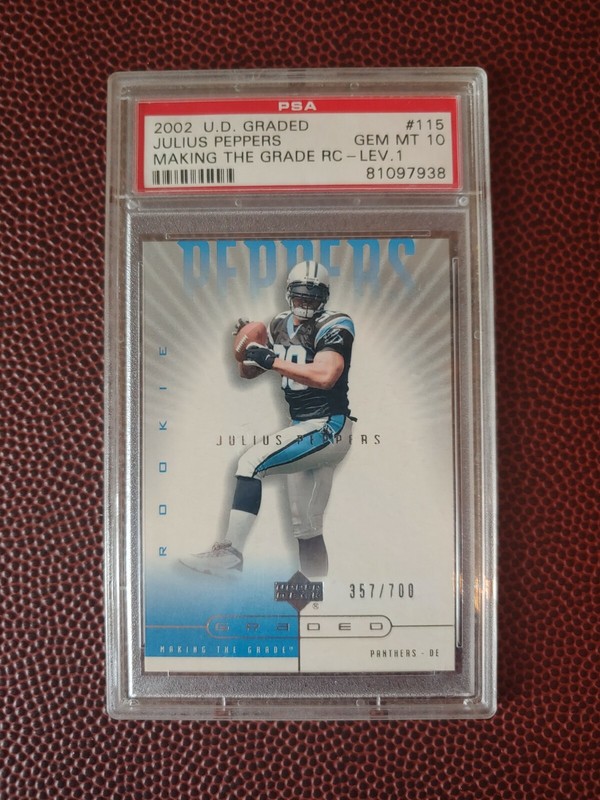 PSA
2002 U.D. GRADED #115
JULIUS PEPPERS GEM MT 10
MAKING THE GRADE RC - LEV.1
81097938
PEPPERS
ROOKIE
JULIUS PEPPERS
UPPER DECK
®
357/700
GRADED
MAKING THE GRADE
PANTHERS - DE